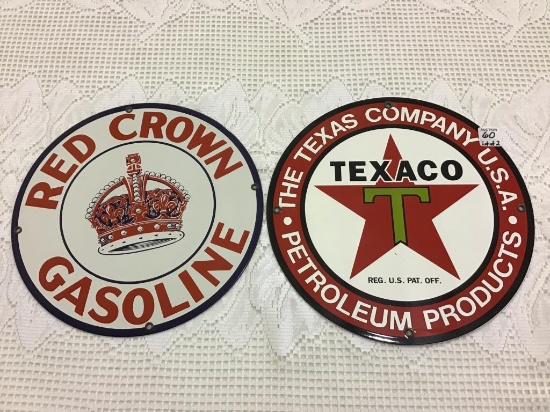 RED CROWN
GASOLINE
THE TEXAS COMPANY U.S.A.
TEXACO
T
REG. U.S. PAT. OFF.
PETROLEUM PRODUCTS
60